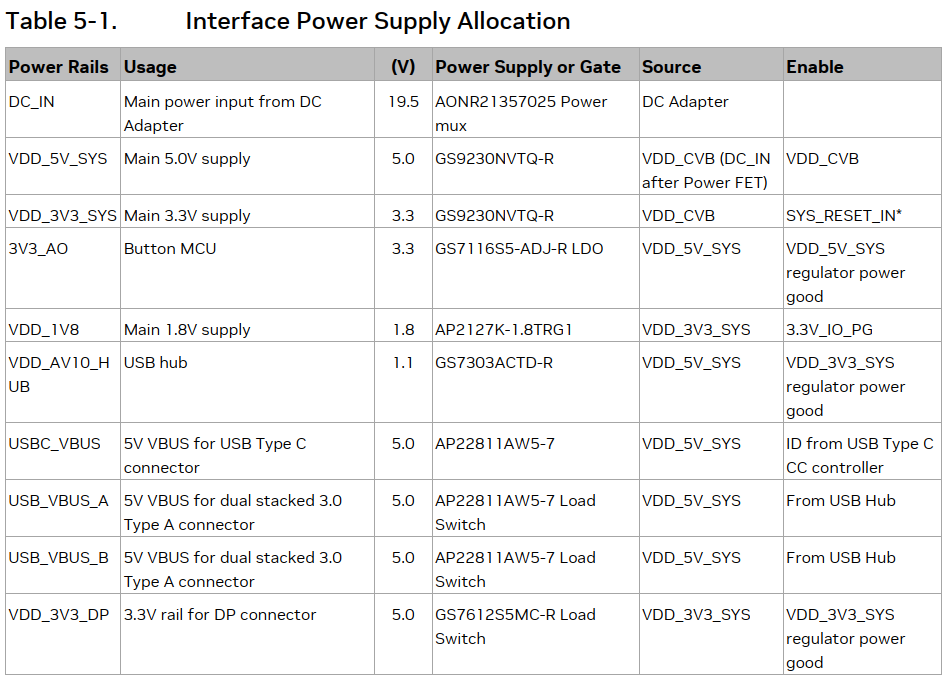 Table 5-1. Interface Power Supply Allocation
Power Rails Usage (V) Power Supply or Gate Source Enable
DC_IN Main power input from DC 19.5 AONR21357025 Power DC Adapter
Adapter mux
VDD_5V_SYS Main 5.0V supply 5.0 GS9230NVTQ-R VDD_CVB (DC_IN VDD_CVB
after Power FET)
VDD_3V3_SYS Main 3.3V supply 3.3 GS9230NVTQ-R VDD_CVB SYS_RESET_IN*
3V3_AO Button MCU 3.3 GS7116S5-ADJ-R LDO VDD_5V_SYS VDD_5V_SYS
regulator power
good
VDD_1V8 Main 1.8V supply 1.8 AP2127K-1.8TRG1 VDD_3V3_SYS 3.3V_IO_PG
VDD_AV10_H USB hub 1.1 GS7303ACTD-R VDD_5V_SYS VDD_3V3_SYS
UB regulator power
good
USBC_VBUS 5V VBUS for USB Type C 5.0 AP22811AW5-7 VDD_5V_SYS ID from USB Type C
connector CC controller
USB_VBUS_A 5V VBUS for dual stacked 3.0 5.0 AP22811AW5-7 Load VDD_5V_SYS From USB Hub
Type A connector Switch
USB_VBUS_B 5V VBUS for dual stacked 3.0 5.0 AP22811AW5-7 Load VDD_5V_SYS From USB Hub
Type A connector Switch
VDD_3V3_DP 3.3V rail for DP connector 5.0 GS7612S5MC-R Load VDD_3V3_SYS VDD_3V3_SYS
Switch regulator power
good